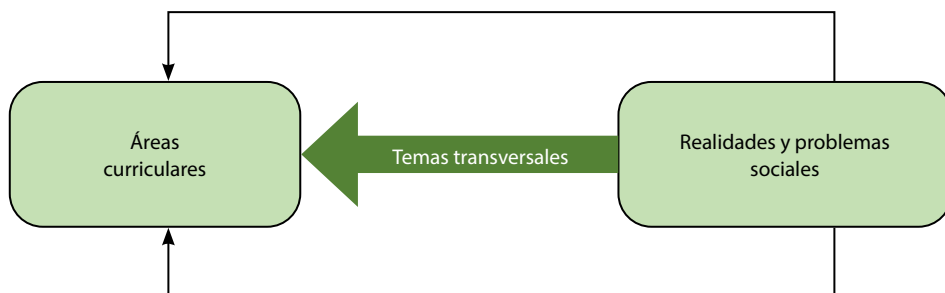 Áreas
curriculares
Temas transversales
Realidades y problemas
sociales